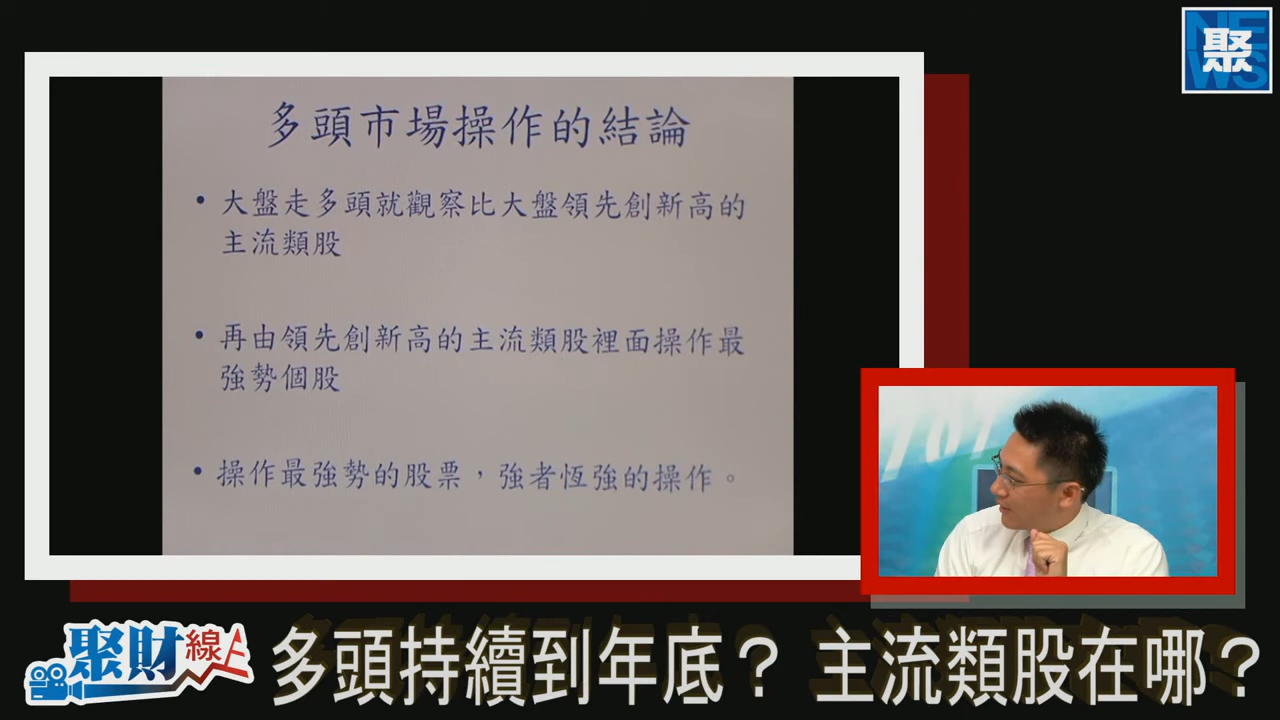 NEWS
聚
多頭市場操作的結論
• 大盤走多頭就觀察比大盤領先創新高的
主流類股
• 再由領先創新高的主流類股裡面操作最
強勢個股
• 操作最強勢的股票，強者恆強的操作。
707
聚財線上
多頭持續到年底？ 主流類股在哪？